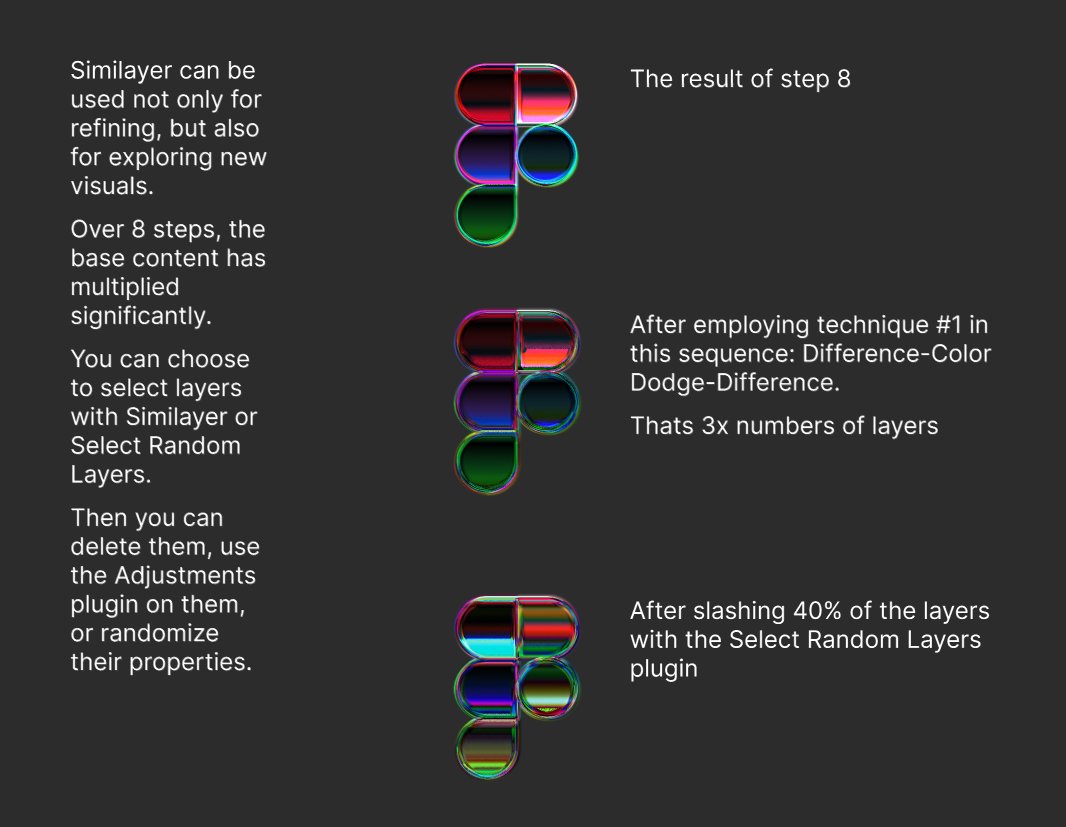 Similayer can be
used not only for
refining, but also
for exploring new
visuals.
Over 8 steps, the
base content has
multiplied
significantly.
You can choose
to select layers
with Similayer or
Select Random
Layers.
Then you can
delete them, use
the Adjustments
plugin on them,
or randomize
their properties.
The result of step 8
After employing technique #1 in
this sequence: Difference-Color
Dodge-Difference.
Thats 3x numbers of layers
After slashing 40% of the layers
with the Select Random Layers
plugin